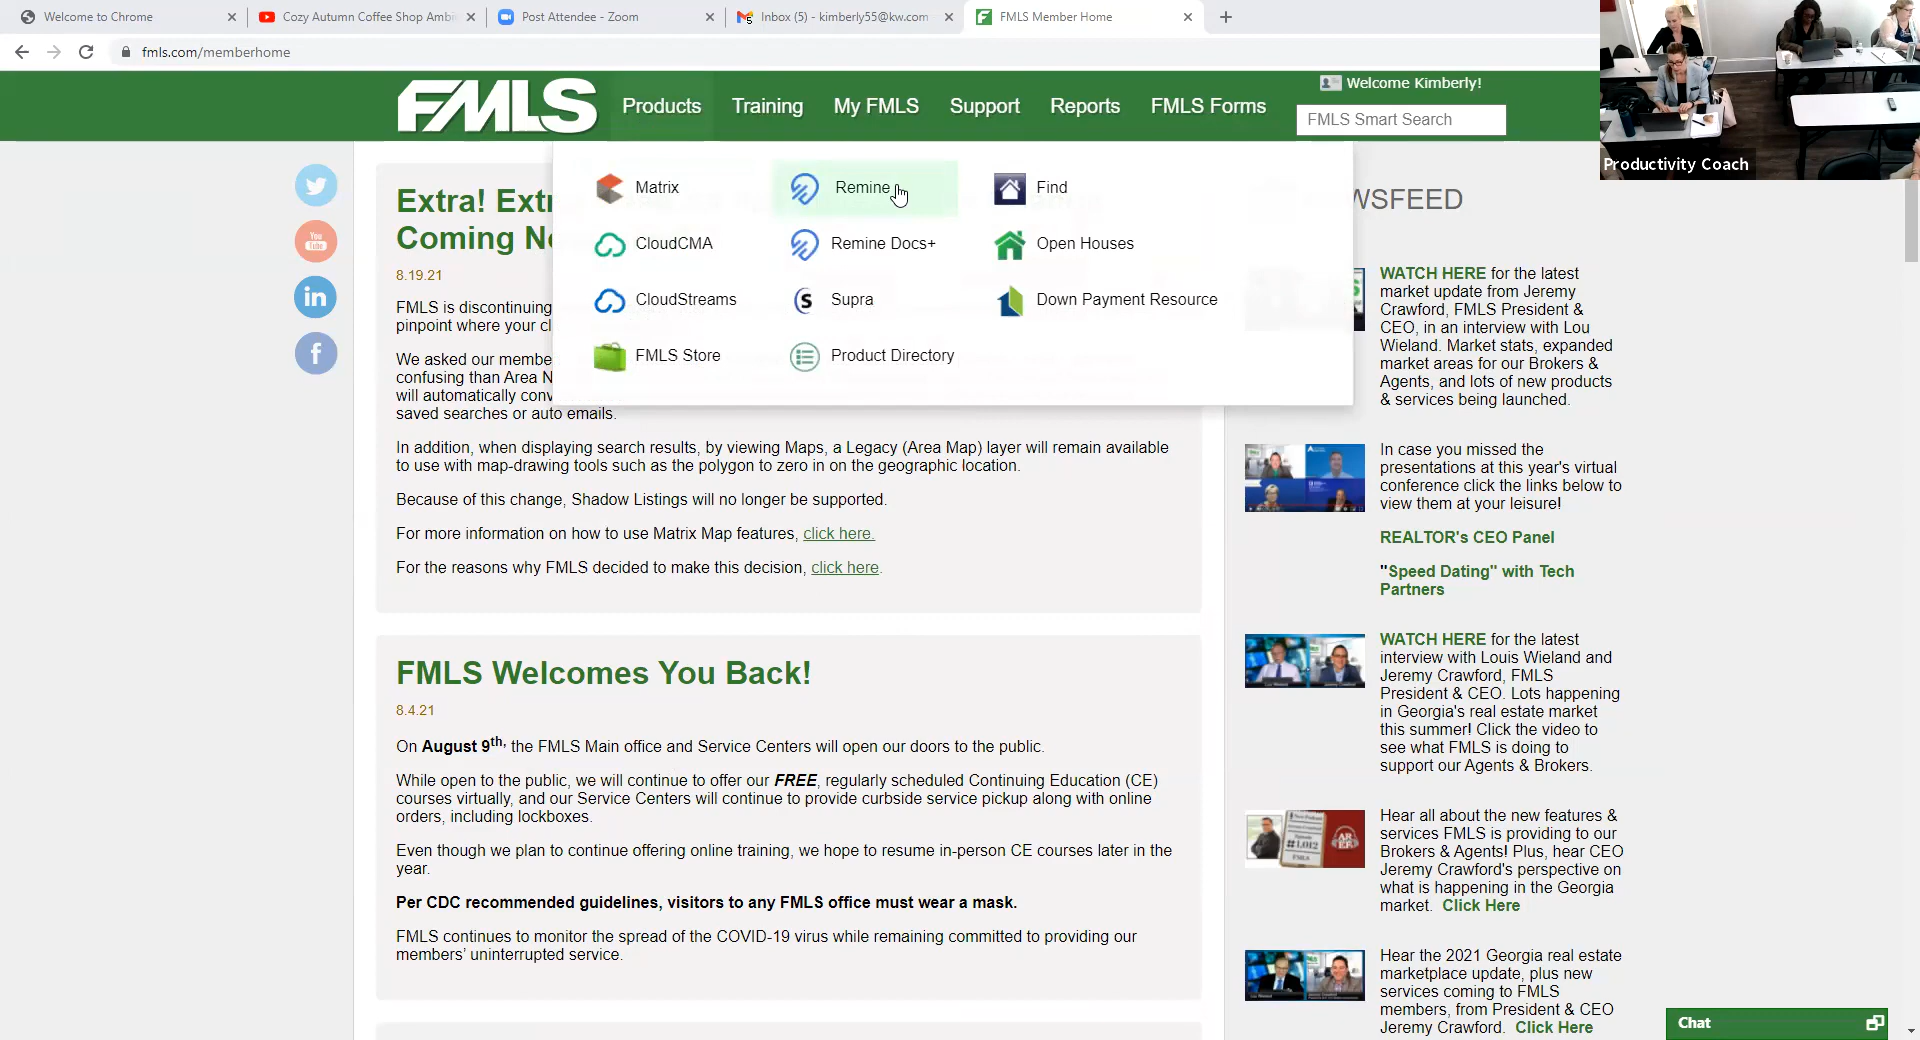 Welcome to Chrome
Cozy Autumn Coffee Shop Ambi
Post Attendee - Zoom
Inbox (5) - kimberly55@kw.com
FMLS Member Home
fmls.com/memberhome
FMLS
Products
Training
My FMLS
Support
Reports
FMLS Forms
Welcome Kimberly!
FMLS Smart Search
Productivity Coach
Matrix
Remine
Find
CloudCMA
Remine Docs+
Open Houses
CloudStreams
Supra
Down Payment Resource
FMLS Store
Product Directory
Extra! Ext
Coming N
8.19.21
FMLS is discontinuing
pinpoint where your cl
We asked our membe
confusing than Area N
will automatically conv
saved searches or auto emails.
In addition, when displaying search results, by viewing Maps, a Legacy (Area Map) layer will remain available
to use with map-drawing tools such as the polygon to zero in on the geographic location.
Because of this change, Shadow Listings will no longer be supported.
For more information on how to use Matrix Map features, click here.
For the reasons why FMLS decided to make this decision, click here.
FMLS Welcomes You Back!
8.4.21
On August 9th, the FMLS Main office and Service Centers will open our doors to the public.
While open to the public, we will continue to offer our FREE, regularly scheduled Continuing Education (CE)
courses virtually, and our Service Centers will continue to provide curbside service pickup along with online
orders, including lockboxes.
Even though we plan to continue offering online training, we hope to resume in-person CE courses later in the
year.
Per CDC recommended guidelines, visitors to any FMLS office must wear a mask.
FMLS continues to monitor the spread of the COVID-19 virus while remaining committed to providing our
members' uninterrupted service.
WSFEED
WATCH HERE for the latest
market update from Jeremy
Crawford, FMLS President &
CEO, in an interview with Lou
Wieland. Market stats, expanded
market areas for our Brokers &
Agents, and lots of new products
& services being launched.
In case you missed the
presentations at this year's virtual
conference click the links below to
view them at your leisure!
REALTOR's CEO Panel
"Speed Dating" with Tech
Partners
WATCH HERE for the latest
interview with Louis Wieland and
Jeremy Crawford, FMLS
President & CEO. Lots happening
in Georgia's real estate market
this summer! Click the video to
see what FMLS is doing to
support our Agents & Brokers.
Hear all about the new features &
services FMLS is providing to our
Brokers & Agents! Plus, hear CEO
Jeremy Crawford's perspective on
what is happening in the Georgia
market. Click Here
Hear the 2021 Georgia real estate
marketplace update, plus new
services coming to FMLS
members, from President & CEO
Jeremy Crawford. Click Here
Chat